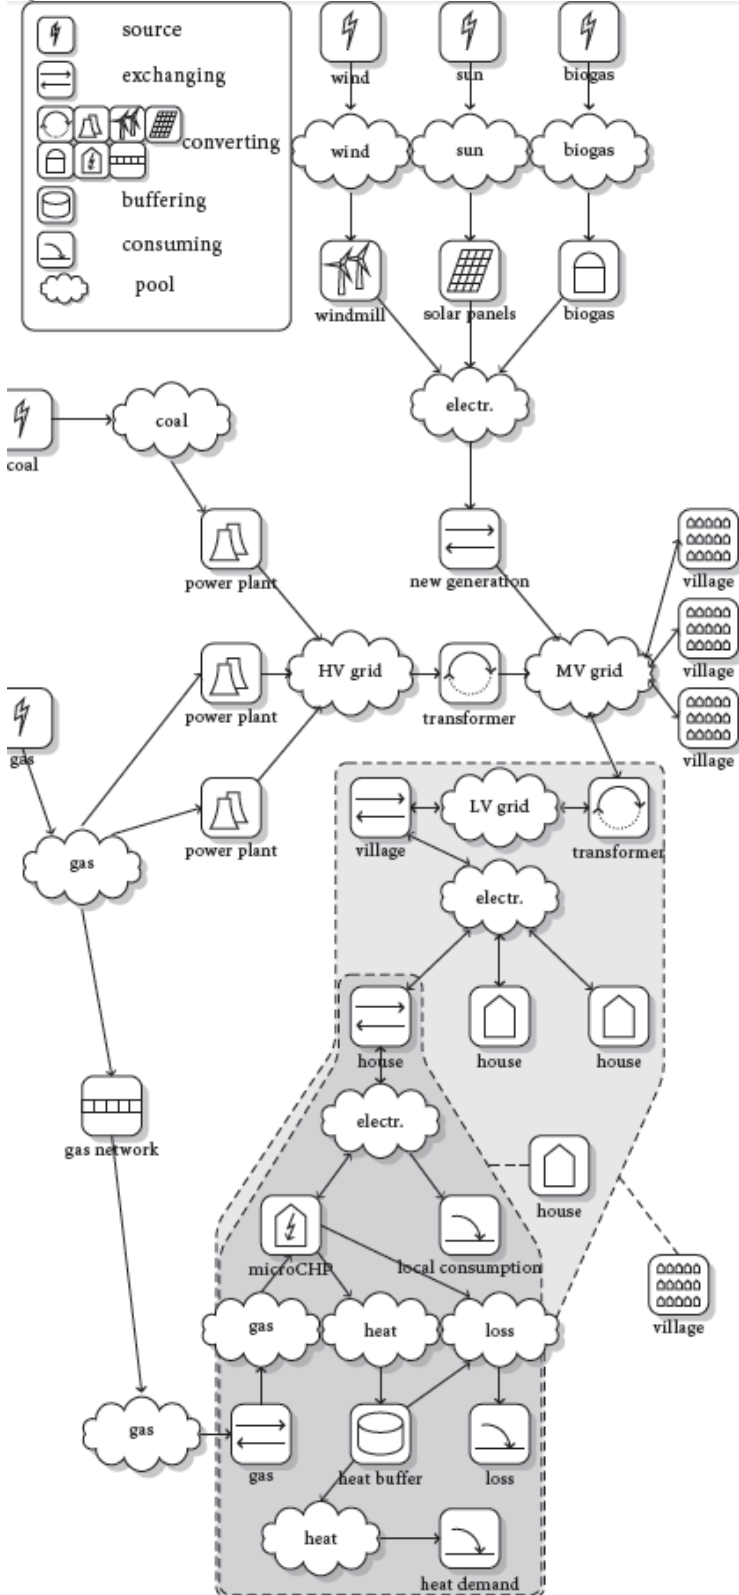 source
exchanging
converting
buffering
consuming
pool
wind
sun
biogas
wind
sun
biogas
windmill
solar panels
biogas
electr.
coal
coal
power plant
new generation
village
HV grid
MV grid
village
power plant
transformer
gas
village
LV grid
power plant
village
transformer
gas
electr.
house
house
house
electr.
gas network
house
microCHP
local consumption
village
gas
heat
loss
gas
gas
heat buffer
loss
heat
heat demand